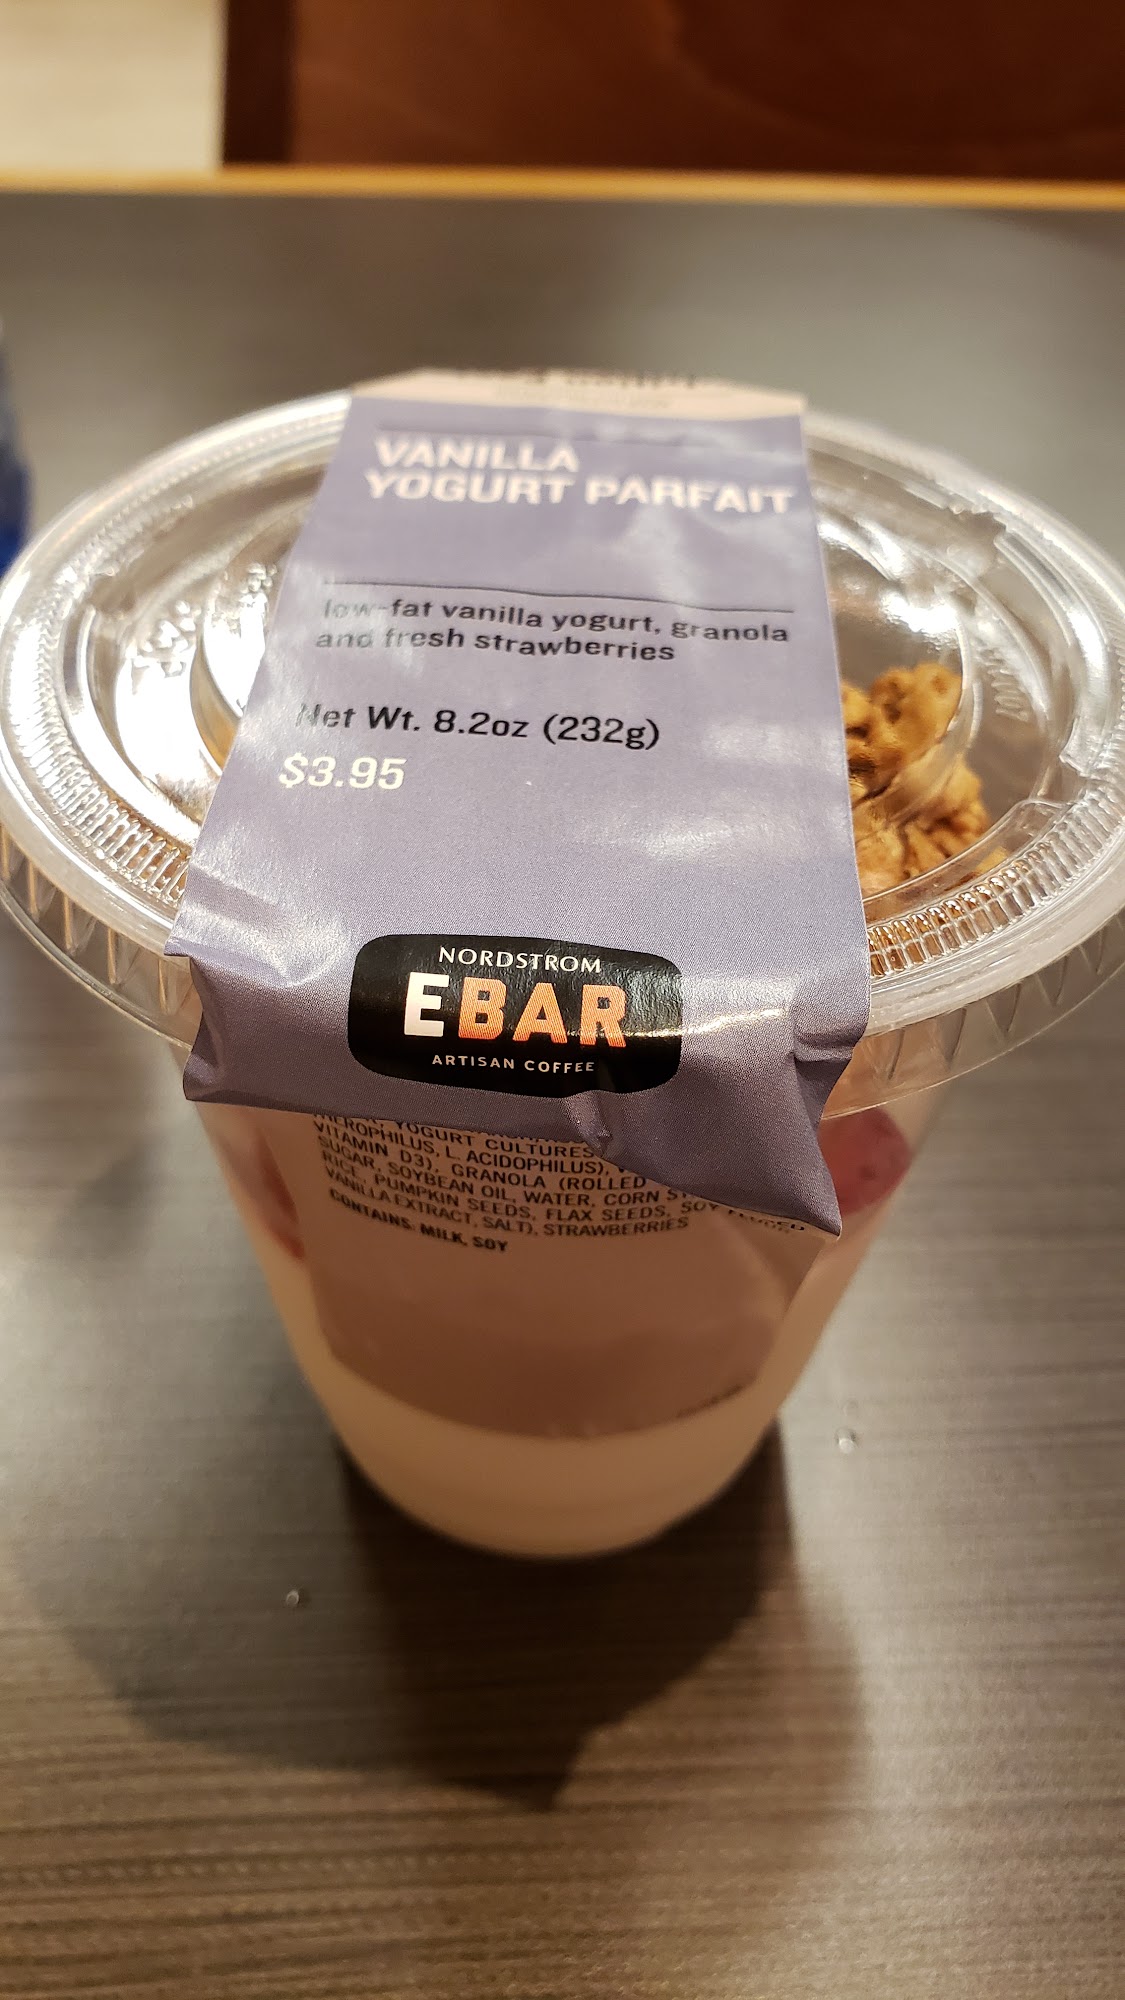 VANILLA
YOGURT PARFAIT
low-fat vanilla yogurt, granola
and fresh strawberries
Net Wt. 8.2oz (232g)
$3.95
NORDSTROM
EBAR
ARTISAN COFFEE
YOGURT CULTURES
VITAMIN D3), GRANOLA (ROLLED
SUGAR, SOYBEAN OIL, WATER, CORN
PUMPKIN SEEDS, FLAX SEEDS, SOY
VANILLA EXTRACT, SALT), STRAWBERRIES
CONTAINS: MILK, SOY